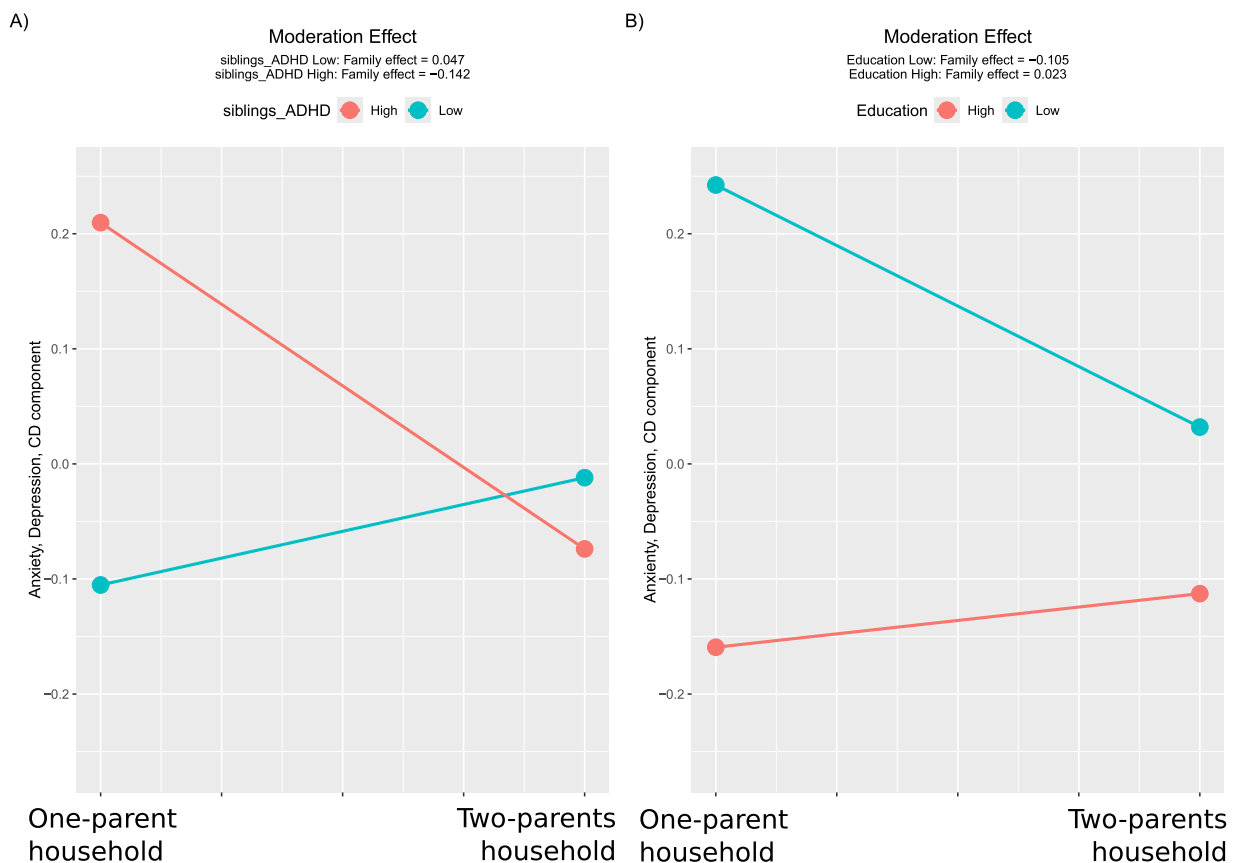 A)
Moderation Effect
siblings_ADHD Low: Family effect = 0.047
siblings_ADHD High: Family effect = −0.142
siblings_ADHD High Low
Anxiety, Depression, CD component
0.2
0.1
0.0
−0.1
−0.2
One-parent
household
Two-parents
household
B)
Moderation Effect
Education Low: Family effect = −0.105
Education High: Family effect = 0.023
Education High Low
Anxienty, Depression, CD component
0.2
0.1
0.0
−0.1
−0.2
One-parent
household
Two-parents
household